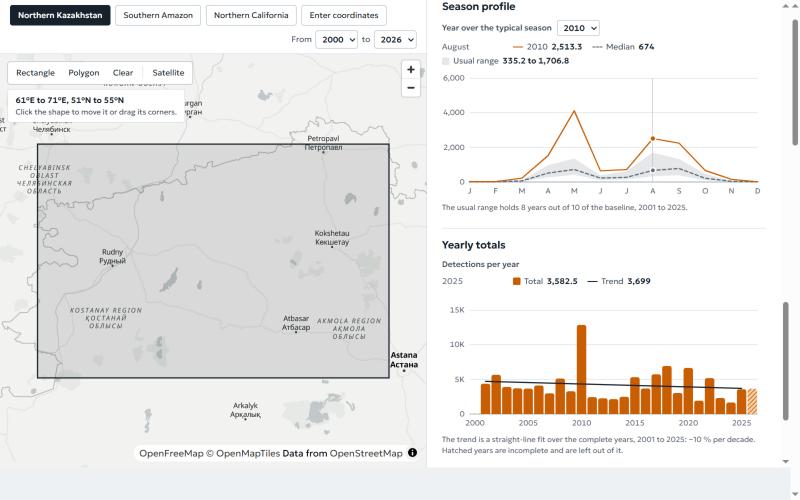 Northern Kazakhstan
Southern Amazon
Northern California
Enter coordinates
From 2000 to 2026
Rectangle
Polygon
Clear
Satellite
61°E to 71°E, 51°N to 55°N
Click the shape to move it or drag its corners.
Челябинск
CHELYABINSK
OBLAST
ЧЕЛЯБИНСКАЯ
ОБЛАСТЬ
Petropavl
Петропавл
Kokshetau
Көкшетау
Rudny
Рудный
KOSTANAY REGION
ҚОСТАНАЙ
ОБЛЫСЫ
Atbasar
Атбасар
AKMOLA REGION
АҚМОЛА
ОБЛЫСЫ
Astana
Астана
Arkalyk
Арқалық
+
−
OpenFreeMap © OpenMapTiles Data from OpenStreetMap
Season profile
Year over the typical season 2010
August 2010 2,513.3 Median 674
Usual range 335.2 to 1,706.8
6,000
4,000
2,000
0
J F M A M J J A S O N D
The usual range holds 8 years out of 10 of the baseline, 2001 to 2025.
Yearly totals
Detections per year
2025 Total 3,582.5 Trend 3,699
15K
10K
5K
0
2000 2005 2010 2015 2020 2025
The trend is a straight-line fit over the complete years, 2001 to 2025: −10 % per decade.
Hatched years are incomplete and are left out of it.